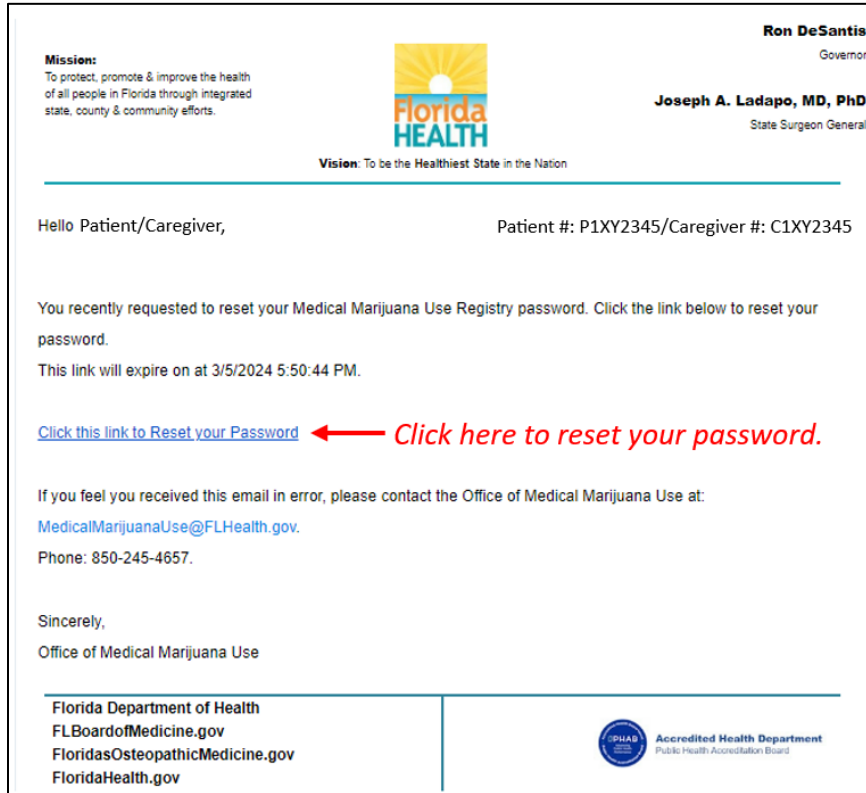 Mission:
To protect, promote & improve the health
of all people in Florida through integrated
state, county & community efforts.
Florida
HEALTH
Vision: To be the Healthiest State in the Nation
Ron DeSantis
Governor
Joseph A. Ladapo, MD, PhD
State Surgeon General
Hello Patient/Caregiver,
Patient #: P1XY2345/Caregiver #: C1XY2345
You recently requested to reset your Medical Marijuana Use Registry password. Click the link below to reset your
password.
This link will expire on at 3/5/2024 5:50:44 PM.
Click this link to Reset your Password
Click here to reset your password.
If you feel you received this email in error, please contact the Office of Medical Marijuana Use at:
MedicalMarijuanaUse@FLHealth.gov.
Phone: 850-245-4657.
Sincerely,
Office of Medical Marijuana Use
Florida Department of Health
FLBoardofMedicine.gov
FloridasOsteopathicMedicine.gov
FloridaHealth.gov
PHAB
Accredited Health Department
Public Health Accreditation Board